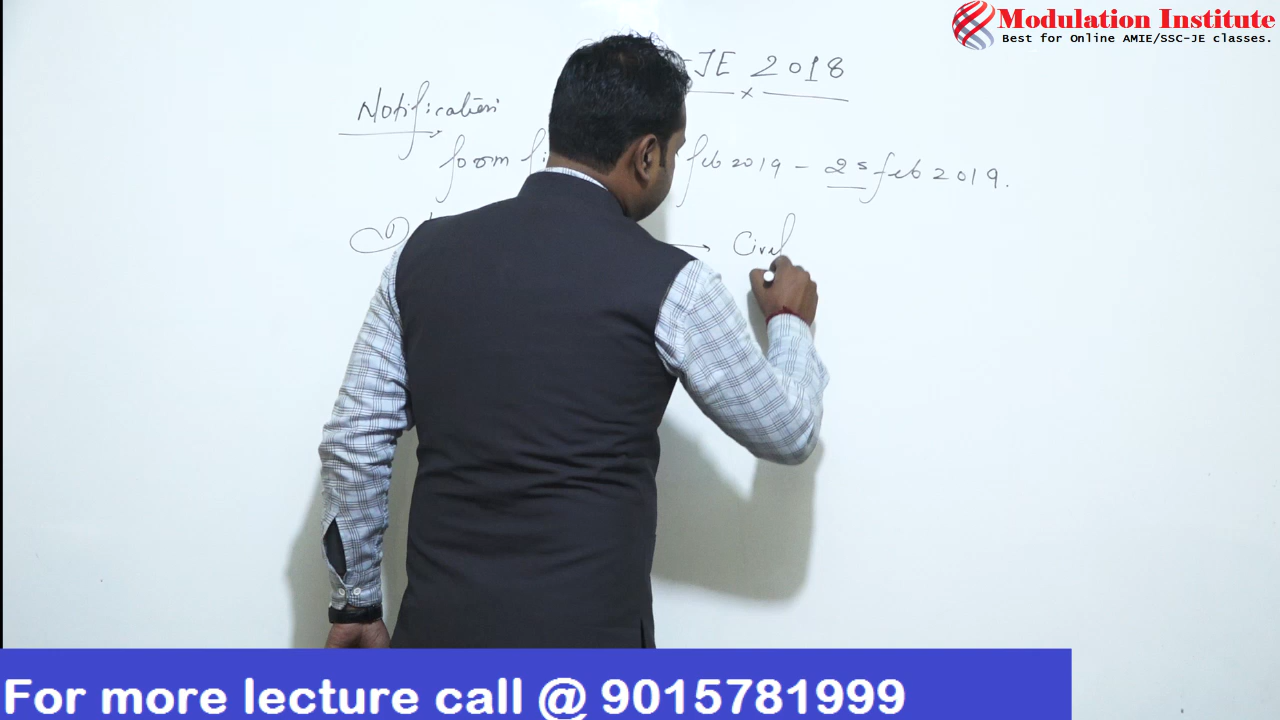 Modulation Institute
Best for Online AMIE/SSC-JE classes.
-JE 2018
Notification
form fi feb 2019 - 25 feb 2019.
Civil
For more lecture call @ 9015781999